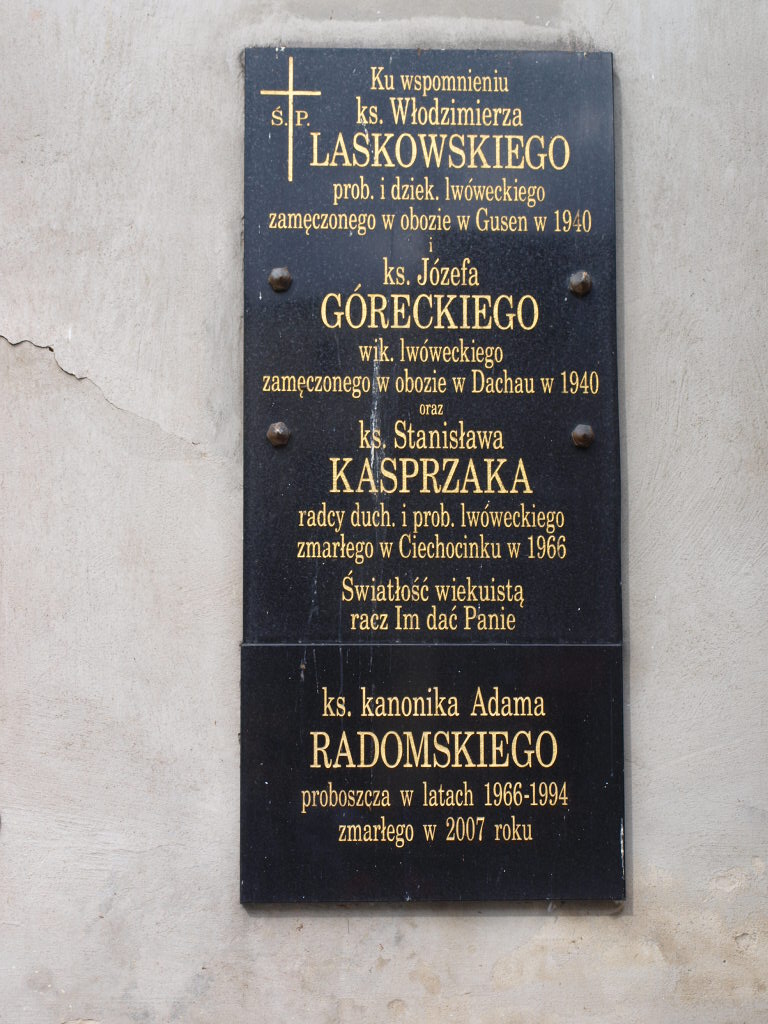 Ku wspomnieniu
Ś. P.
ks. Włodzimierza
LASKOWSKIEGO
prob. i dziek. lwóweckiego
zamęczonego w obozie w Gusen w 1940
i
ks. Józefa
GÓRECKIEGO
wik. lwóweckiego
zamęczonego w obozie w Dachau w 1940
oraz
ks. Stanisława
KASPRZAKA
radcy duch. i prob. lwóweckiego
zmarłego w Ciechocinku w 1966
Światłość wiekuistą
racz Im dać Panie
ks. kanonika Adama
RADOMSKIEGO
proboszcza w latach 1966-1994
zmarłego w 2007 roku